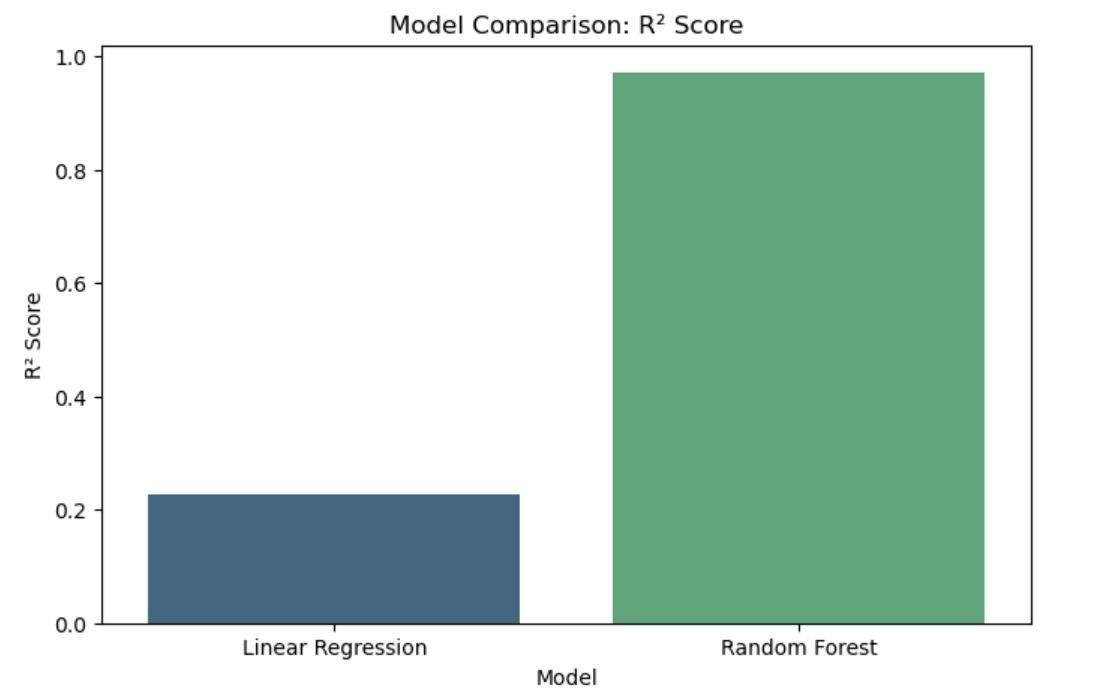 Model Comparison: R² Score
1.0
0.8
0.6
0.4
0.2
0.0
R² Score
Linear Regression
Random Forest
Model